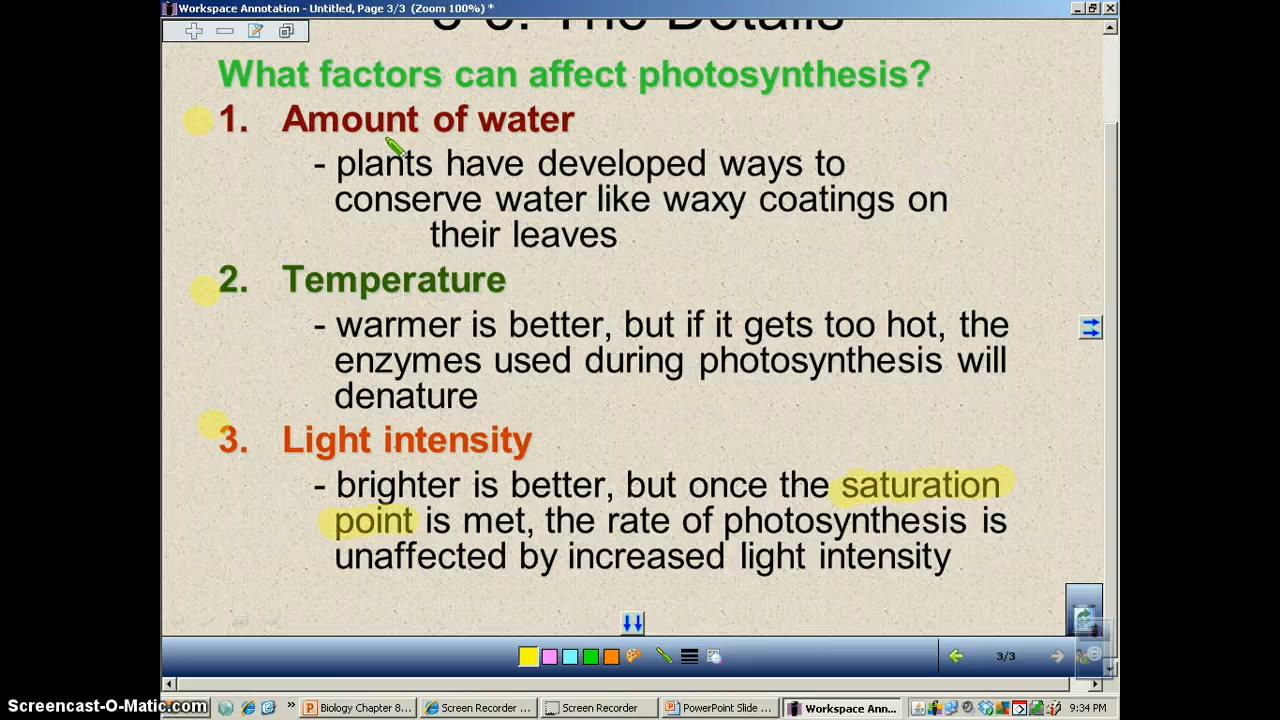 Workspace Annotation - Untitled, Page 3/3 (Zoom 100%) *
What factors can affect photosynthesis?
1. Amount of water
- plants have developed ways to
conserve water like waxy coatings on
their leaves
2. Temperature
- warmer is better, but if it gets too hot, the
enzymes used during photosynthesis will
denature
3. Light intensity
- brighter is better, but once the saturation
point is met, the rate of photosynthesis is
unaffected by increased light intensity
3/3
Screencast-O-Matic.com
» Biology Chapter 8... Screen Recorder ... Screen Recorder PowerPoint Slide ... Workspace Ann... « 9:34 PM